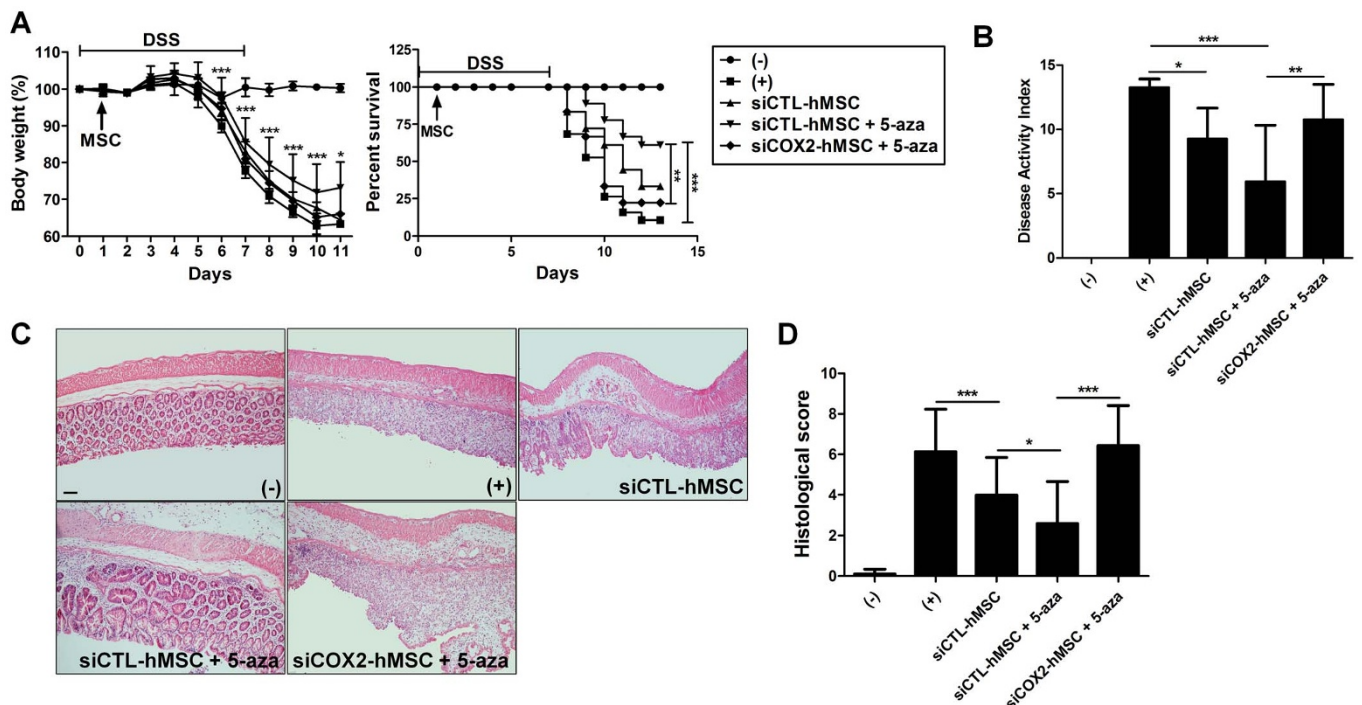 A
DSS
Body weight (%)
110
100
90
80
70
60
MSC
***
***
***
***
***
*
0 1 2 3 4 5 6 7 8 9 10 11
Days
DSS
Percent survival
125
100
75
50
25
0
MSC
**
***
0 5 10 15
Days
(-)
(+)
siCTL-hMSC
siCTL-hMSC + 5-aza
siCOX2-hMSC + 5-aza
B
Disease Activity Index
15
10
5
0
***
*
**
(-)
(+)
siCTL-hMSC
siCTL-hMSC + 5-aza
siCOX2-hMSC + 5-aza
C
(-)
(+)
siCTL-hMSC
siCTL-hMSC + 5-aza
siCOX2-hMSC + 5-aza
D
Histological score
10
8
6
4
2
0
***
*
***
(-)
(+)
siCTL-hMSC
siCTL-hMSC + 5-aza
siCOX2-hMSC + 5-aza